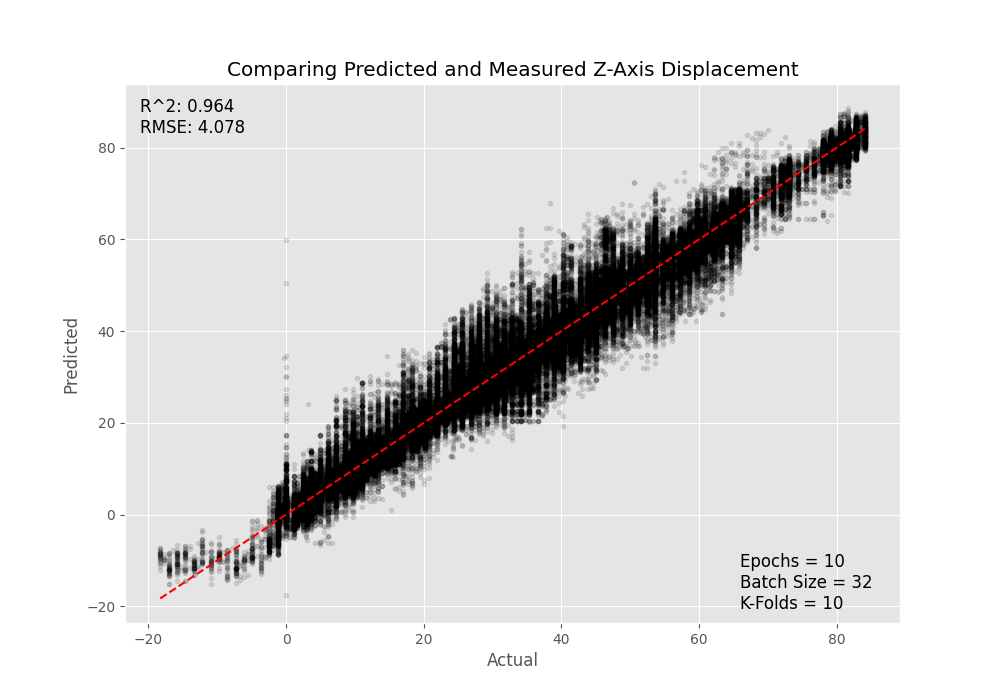 Comparing Predicted and Measured Z-Axis Displacement
R^2: 0.964
RMSE: 4.078
80
60
40
20
0
−20
Predicted
Epochs = 10
Batch Size = 32
K-Folds = 10
−20 0 20 40 60 80
Actual